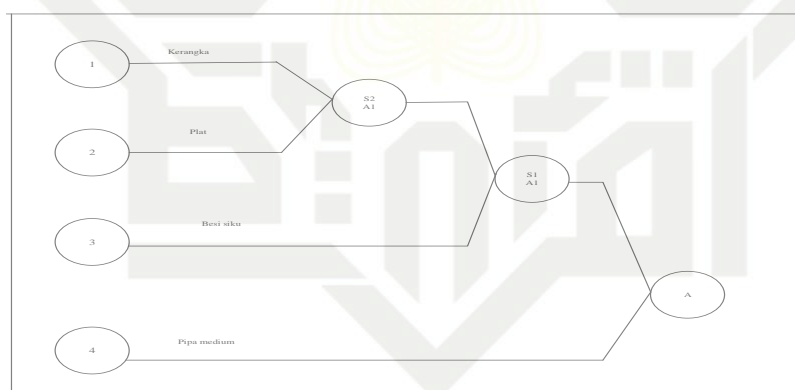 1
Kerangka
S2
A1
2
Plat
S1
A1
3
Besi siku
A
4
Pipa medium